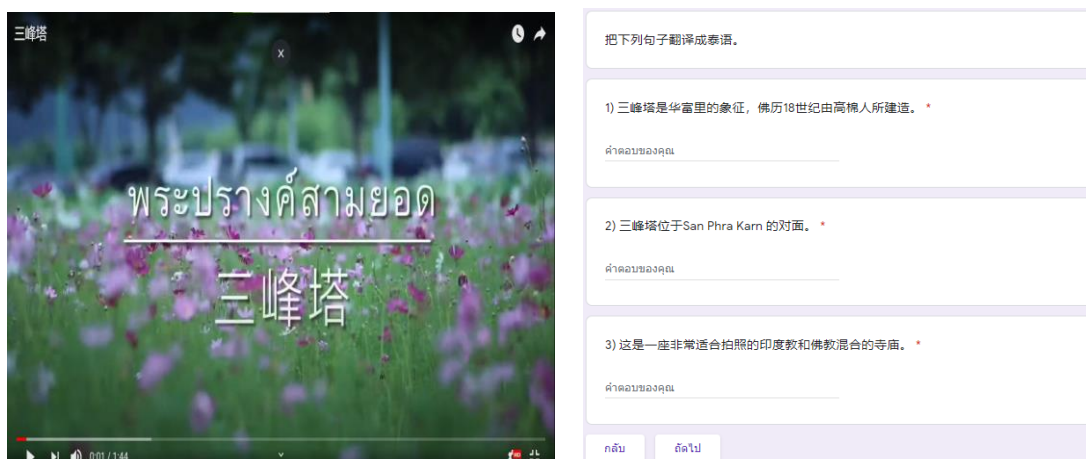 三峰塔
x
พระปรางค์สามยอด
三峰塔
0:01 / 1:44
把下列句子翻译成泰语。
1) 三峰塔是华富里的象征，佛历18世纪由高棉人所建造。 *
คำตอบของคุณ
2) 三峰塔位于San Phra Karn 的对面。 *
คำตอบของคุณ
3) 这是一座非常适合拍照的印度教和佛教混合的寺庙。 *
คำตอบของคุณ
กลับ
ถัดไป